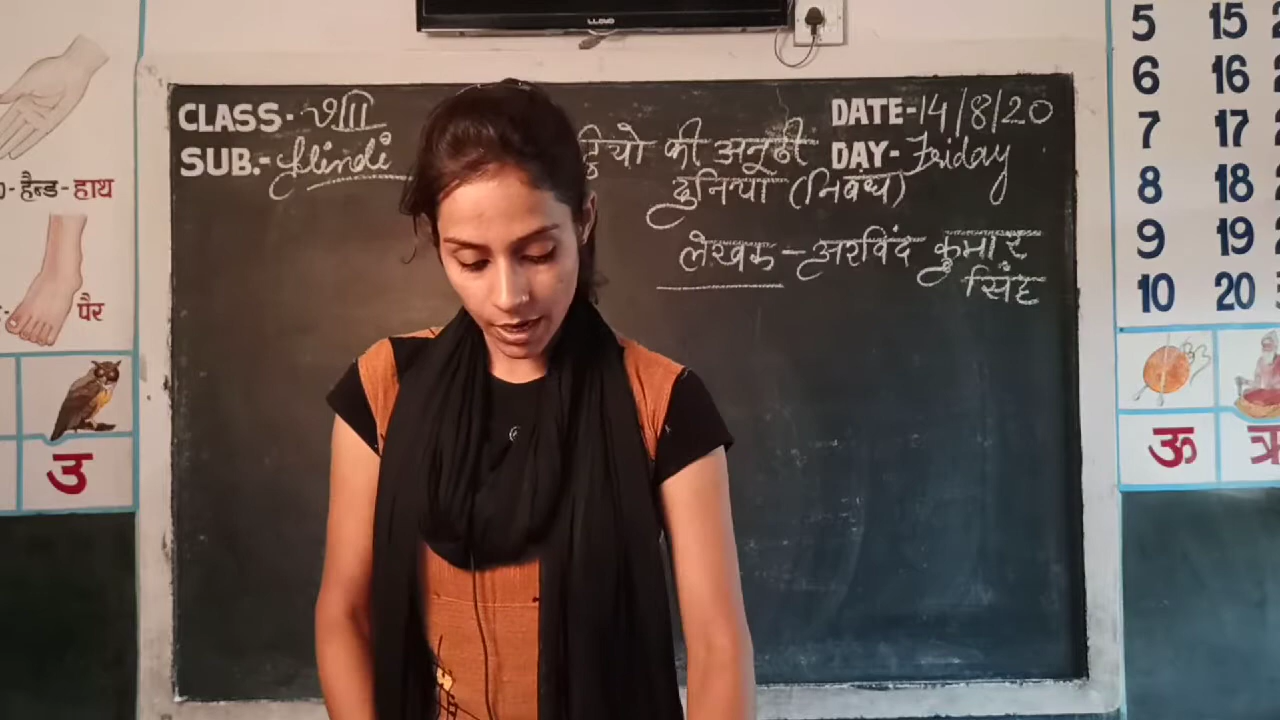 LLOYD
CLASS- VIII
SUB.- Hindi
ट्ठियो की अनूठी
दुनिया (निबंध)
लेखक - अरविंद कुमार
सिंह
DATE- 14/8/20
DAY- Friday
- हैन्ड - हाथ
पैर
उ
5 15
6 16
7 17
8 18
9 19
10 20
ऊ